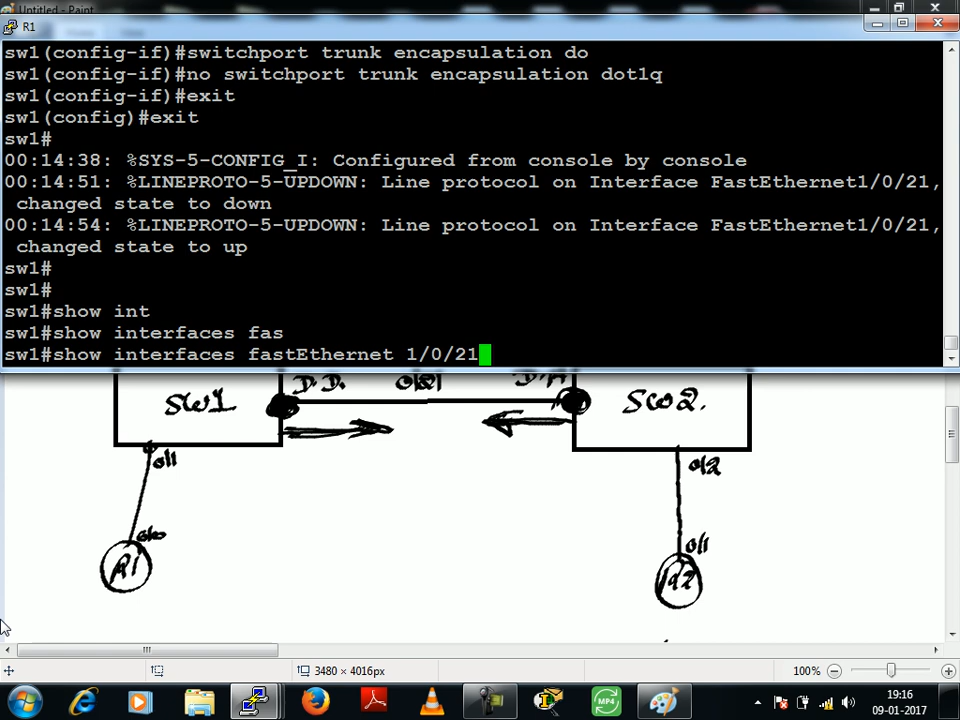 Untitled - Paint
R1
sw1(config-if)#switchport trunk encapsulation do
sw1(config-if)#no switchport trunk encapsulation dot1q
sw1(config-if)#exit
sw1(config)#exit
sw1#
00:14:38: %SYS-5-CONFIG_I: Configured from console by console
00:14:51: %LINEPROTO-5-UPDOWN: Line protocol on Interface FastEthernet1/0/21,
changed state to down
00:14:54: %LINEPROTO-5-UPDOWN: Line protocol on Interface FastEthernet1/0/21,
changed state to up
sw1#
sw1#
sw1#show int
sw1#show interfaces fas
sw1#show interfaces fastEthernet 1/0/21
D.D. 0/21 D.A
SW1 SW2.
0/1 0/2
0/0 0/1
R1 R2
3480 × 4016px 100%
MP4
19:16
09-01-2017